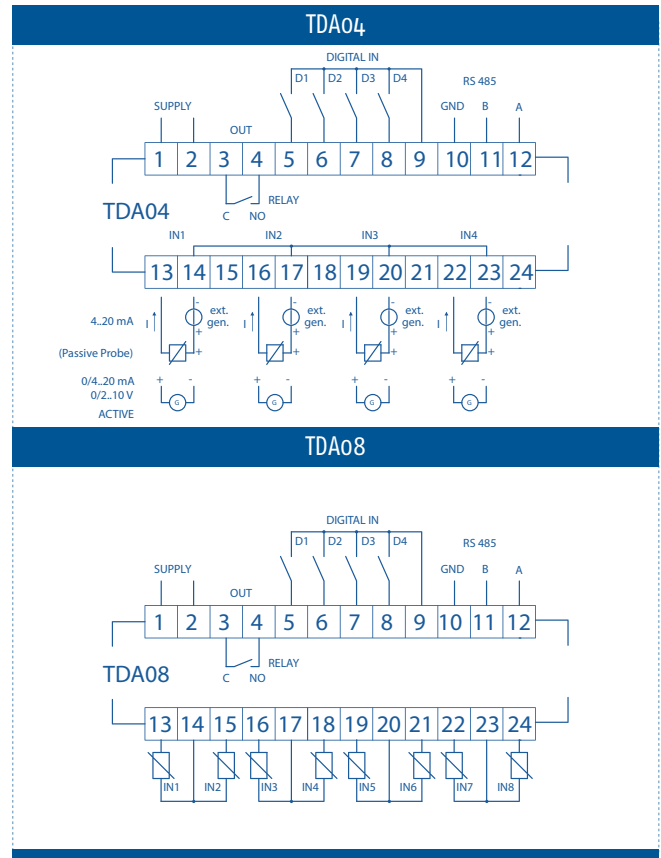 TDA04
DIGITAL IN
D1 D2 D3 D4
RS 485
SUPPLY
GND B A
OUT
1 2 3 4 5 6 7 8 9 10 11 12
RELAY
C NO
TDA04
IN1 IN2 IN3 IN4
13 14 15 16 17 18 19 20 21 22 23 24
- - - -
4..20 mA I ext. gen. I ext. gen. I ext. gen. I ext. gen.
+ + + +
(Passive Probe) + + + +
0/4..20 mA + - + - + - + -
0/2..10 V
G G G G
ACTIVE
TDA08
DIGITAL IN
D1 D2 D3 D4
RS 485
SUPPLY
GND B A
OUT
1 2 3 4 5 6 7 8 9 10 11 12
RELAY
C NO
TDA08
13 14 15 16 17 18 19 20 21 22 23 24
IN1 IN2 IN3 IN4 IN5 IN6 IN7 IN8